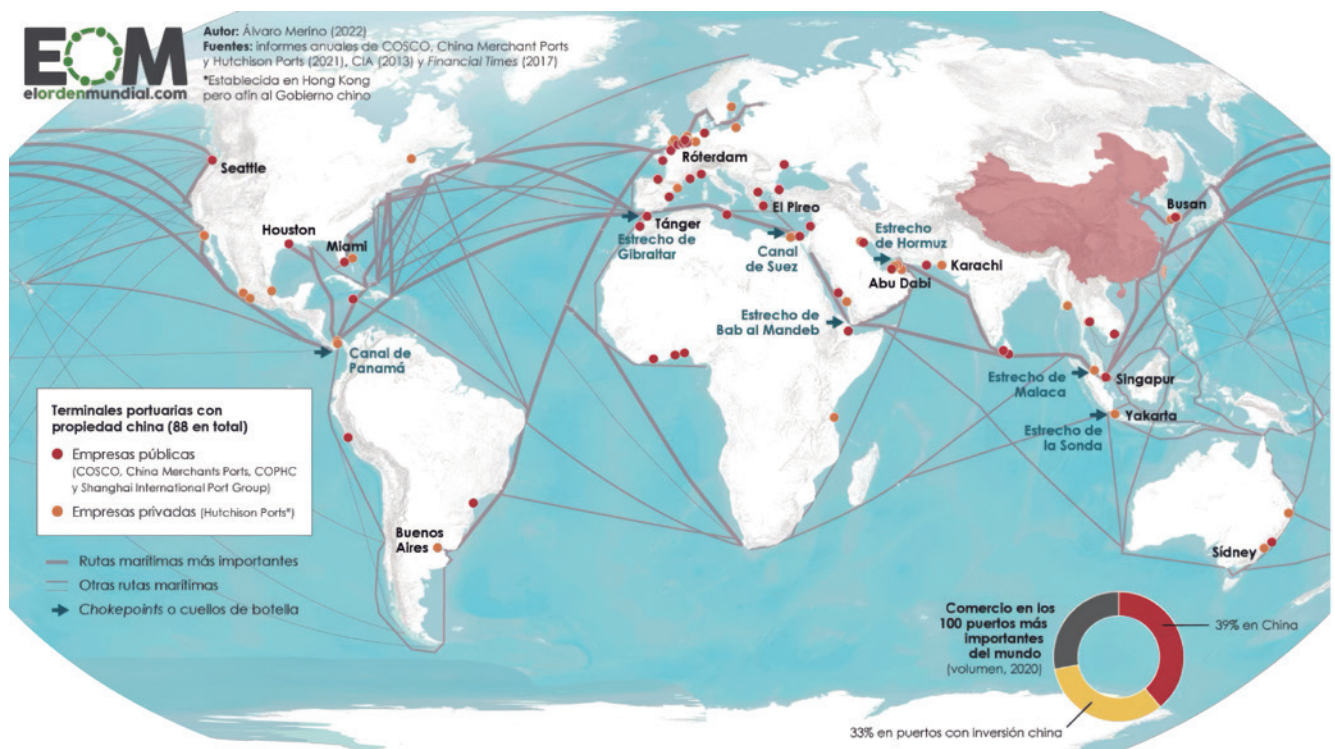 EOM
elordenmundial.com
Autor: Álvaro Merino (2022)
Fuentes: informes anuales de COSCO, China Merchant Ports
y Hutchison Ports (2021), CIA (2013) y Financial Times (2017)
*Establecida en Hong Kong
pero afín al Gobierno chino
Seattle
Houston
Miami
Canal de
Panamá
Buenos
Aires
Róterdam
El Pireo
Tánger
Estrecho de
Gibraltar
Canal
de Suez
Estrecho
de Hormuz
Karachi
Abu Dabi
Estrecho de
Bab al Mandeb
Busan
Estrecho de
Malaca
Singapur
Yakarta
Estrecho de
la Sonda
Sídney
Terminales portuarias con
propiedad china (88 en total)
Empresas públicas
(COSCO, China Merchants Ports, COPHC
y Shanghai International Port Group)
Empresas privadas (Hutchison Ports*)
Rutas marítimas más importantes
Otras rutas marítimas
Chokepoints o cuellos de botella
Comercio en los
100 puertos más
importantes
del mundo
(volumen, 2020)
39% en China
33% en puertos con inversión china